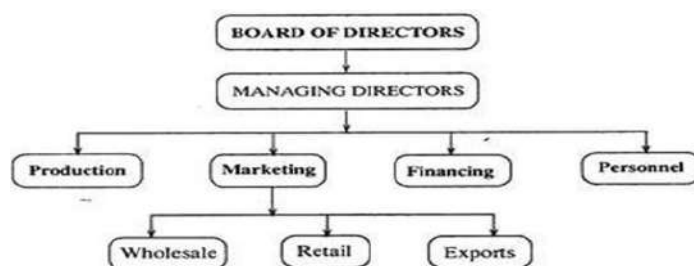 BOARD OF DIRECTORS
MANAGING DIRECTORS
Production Marketing Financing Personnel
Wholesale Retail Exports